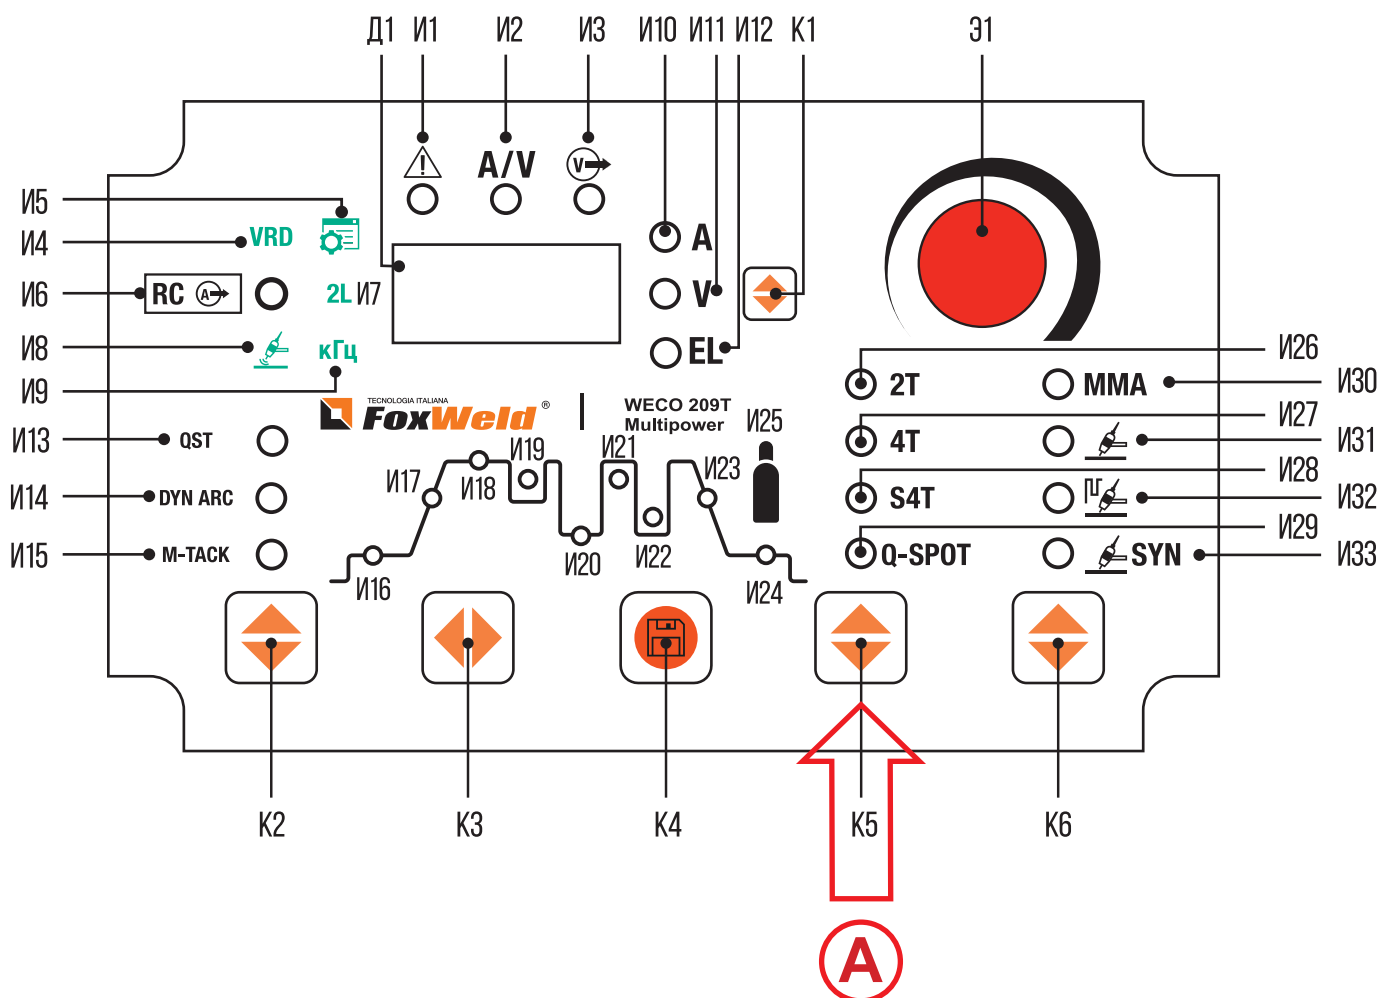 Д1 И1 И2 И3 И10 И11 И12 К1 Э1
A/V
V
И5
И4 VRD
A
И6 RC A 2L И7 V
И8 кГц EL
И9
И26
2T MMA И30
TECNOLOGIA ITALIANA
FoxWeld ® WECO 209T
Multipower
И25
И27
И13 QST 4T И31
И19 И21
И17 И18 И23
И28
И14 DYN ARC S4T И32
И29
И15 M-TACK Q-SPOT SYN И33
И16 И20 И22 И24
К2 К3 К4 К5 К6
A